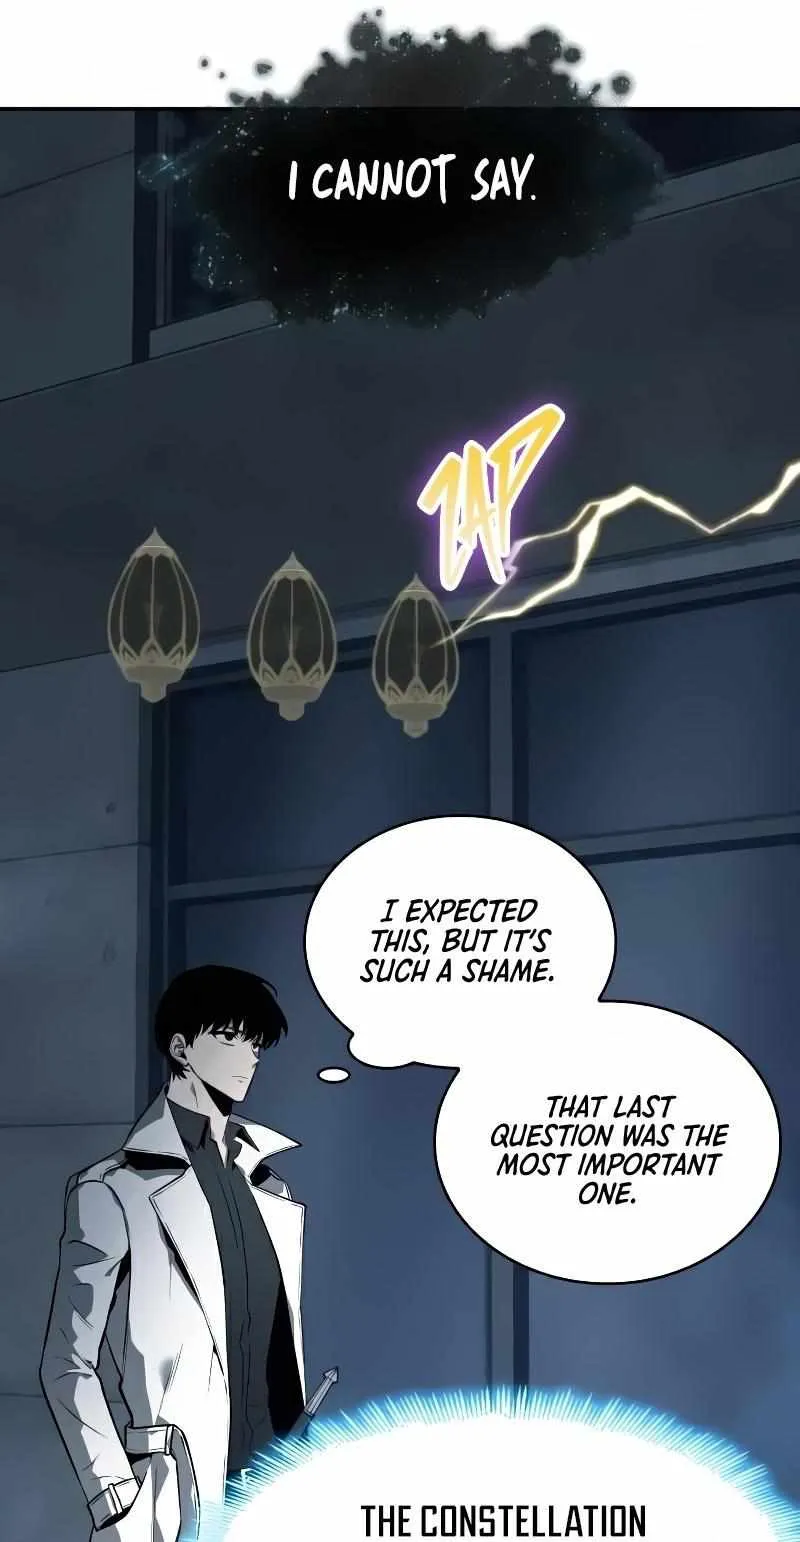 I CANNOT SAY.
ZAP
I EXPECTED
THIS, BUT IT'S
SUCH A SHAME.
THAT LAST
QUESTION WAS THE
MOST IMPORTANT
ONE.
THE CONSTELLATION